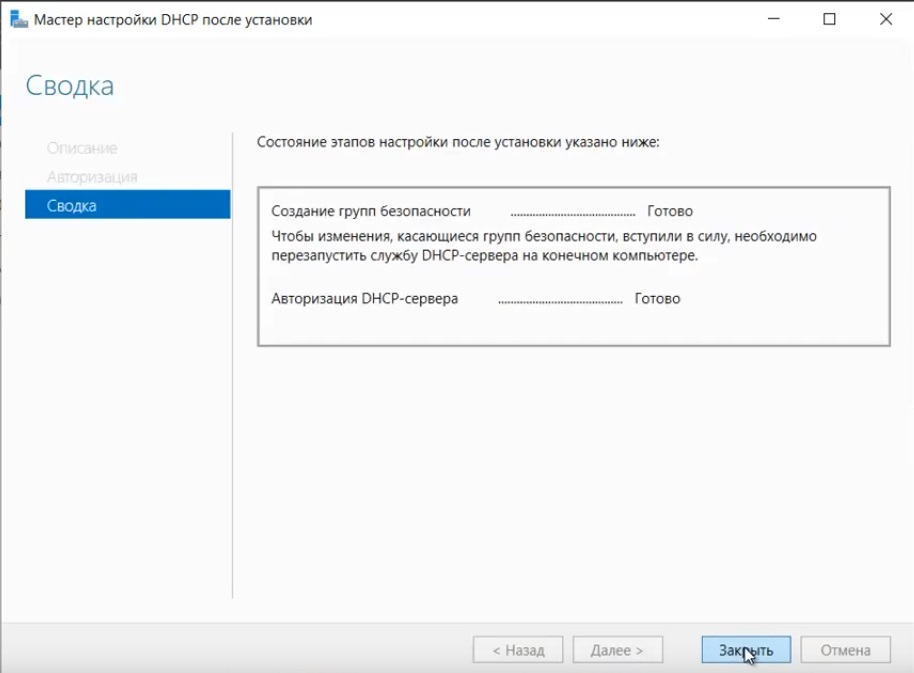 Мастер настройки DHCP после установки
Сводка
Описание
Авторизация
Сводка
Состояние этапов настройки после установки указано ниже:
Создание групп безопасности ..................................... Готово
Чтобы изменения, касающиеся групп безопасности, вступили в силу, необходимо
перезапустить службу DHCP-сервера на конечном компьютере.
Авторизация DHCP-сервера ..................................... Готово
< Назад
Далее >
Закрыть
Отмена